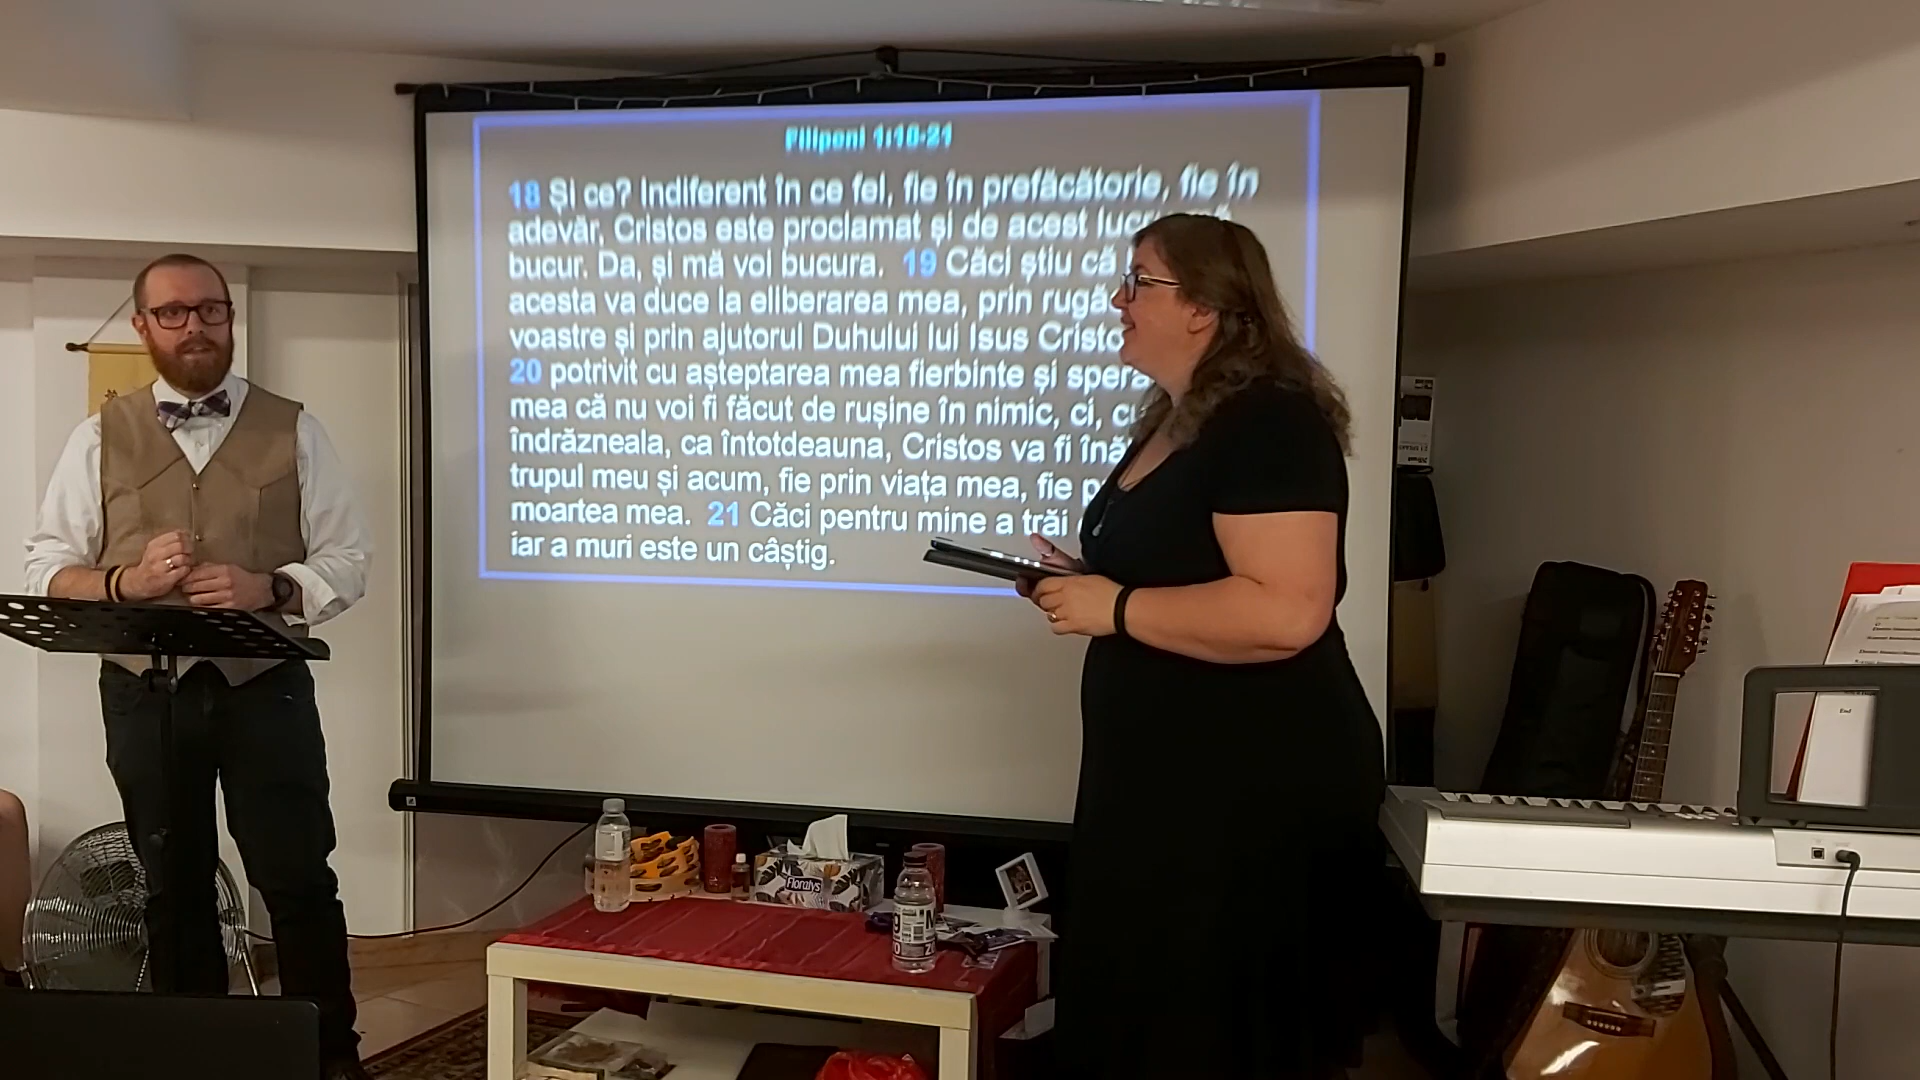 Filipeni 1:18-21
18 Și ce? Indiferent în ce fel, fie în prefăcătorie, fie în
adevăr, Cristos este proclamat și de acest
bucur. Da, și mă voi bucura. 19 Căci știu că
acesta va duce la eliberarea mea, prin
voastre și prin ajutorul Duhului lui Isus
20 potrivit cu așteptarea mea fierbinte și
mea că nu voi fi făcut de rușine în nimic, ci,
îndrăzneala, ca întotdeauna, Cristos va fi
trupul meu și acum, fie prin viața mea, fie
moartea mea. 21 Căci pentru mine a trăi
iar a muri este un câștig.
Floralys
End